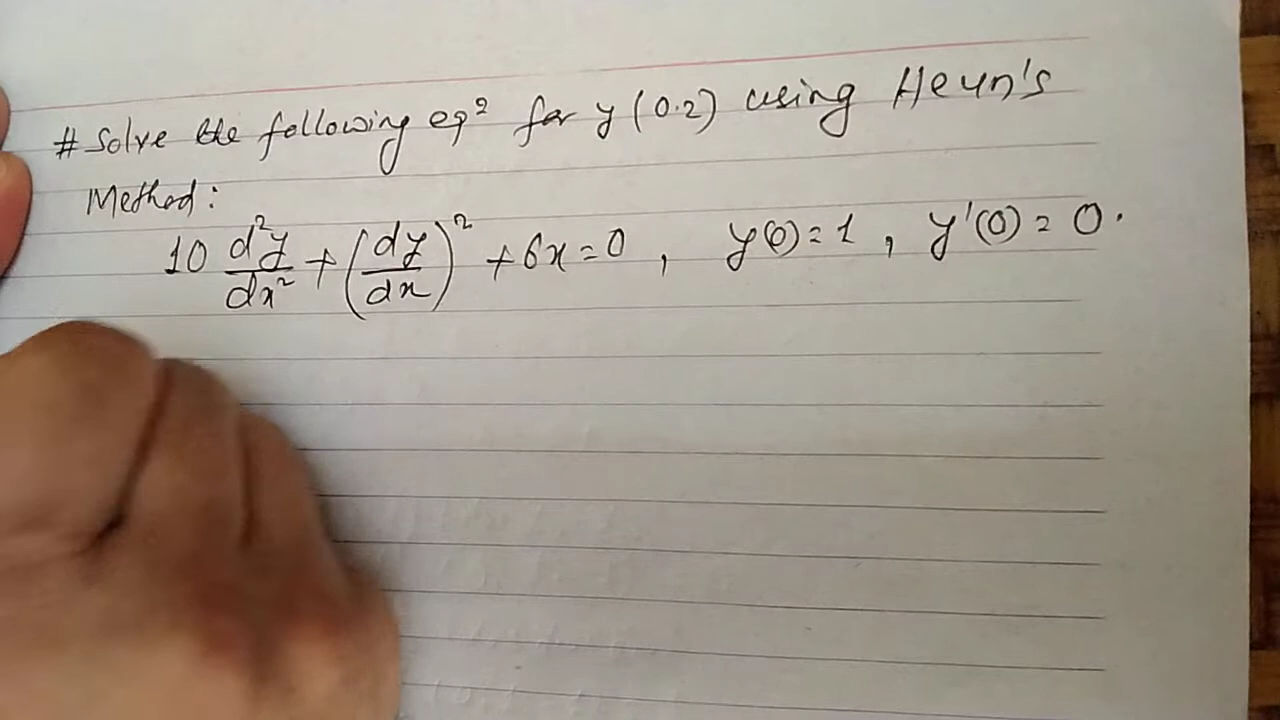 # Solve the following eqⁿ for y(0.2) using Heun's
Method:
10 d²y/dx² + (dy/dx)² + 6x = 0 , y(0) = 1 , y'(0) = 0.